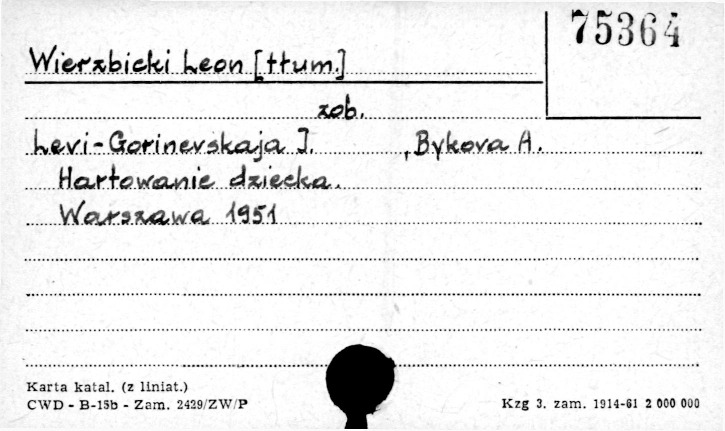 75364
Wierzbicki Leon [tłum.]
zob.
Levi-Gorinevskaja J. , Bykova A.
Hartowanie dziecka.
Warszawa 1951
Karta katal. (z liniat.)
CWD - B-15b - Zam. 2429/ZW/P
Kzg 3. zam. 1914-61 2 000 000